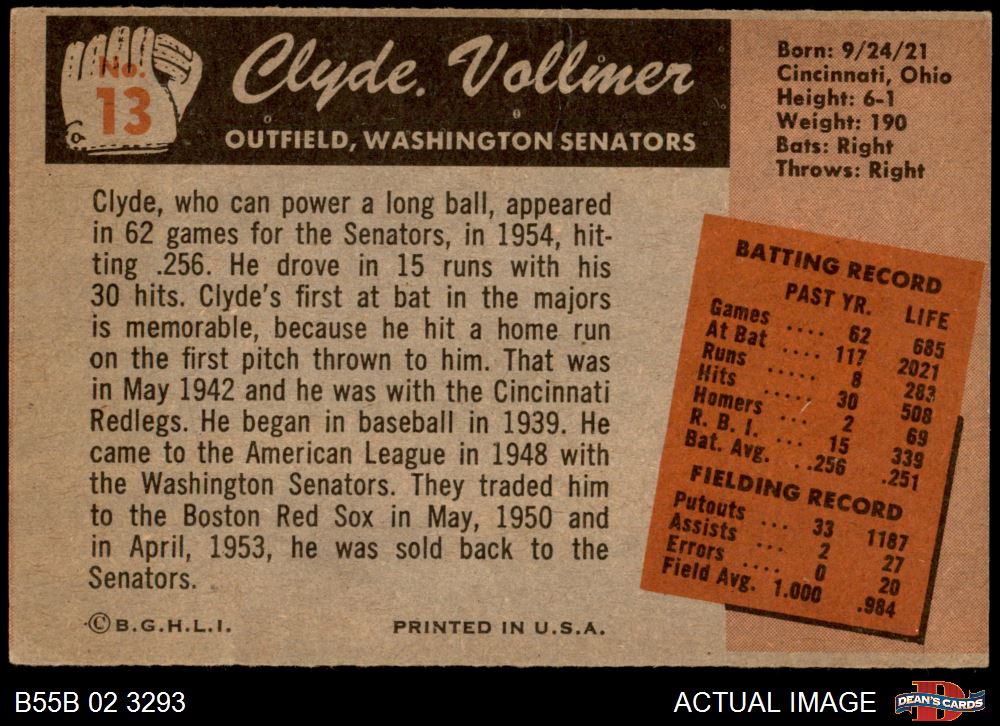 No.
13
Clyde. Vollmer
OUTFIELD, WASHINGTON SENATORS
Born: 9/24/21
Cincinnati, Ohio
Height: 6-1
Weight: 190
Bats: Right
Throws: Right
Clyde, who can power a long ball, appeared
in 62 games for the Senators, in 1954, hit-
ting .256. He drove in 15 runs with his
30 hits. Clyde's first at bat in the majors
is memorable, because he hit a home run
on the first pitch thrown to him. That was
in May 1942 and he was with the Cincinnati
Redlegs. He began in baseball in 1939. He
came to the American League in 1948 with
the Washington Senators. They traded him
to the Boston Red Sox in May, 1950 and
in April, 1953, he was sold back to the
Senators.
BATTING RECORD
PAST YR. LIFE
Games .... 62 685
At Bat .... 117 2021
Runs ..... 8 283
Hits ..... 30 508
Homers .... 2 69
R. B. I. ... 15 339
Bat. Avg. ..256 .251
FIELDING RECORD
Putouts ... 33 1187
Assists ... 2 27
Errors .... 0 20
Field Avg. 1.000 .984
©B.G.H.L.I.
PRINTED IN U.S.A.
B55B 02 3293
ACTUAL IMAGE
D
DEAN'S CARDS